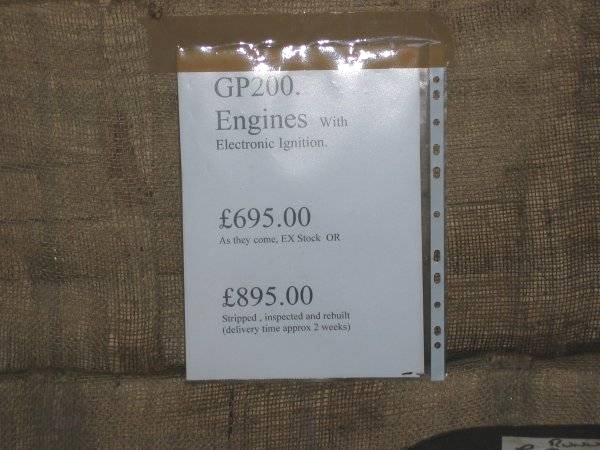 GP200.
Engines With
Electronic Ignition.
£695.00
As they come, EX Stock OR
£895.00
Stripped , inspected and rebuilt
(delivery time approx 2 weeks)